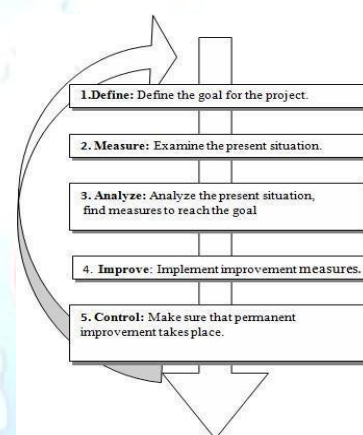 1.Define: Define the goal for the project.
2. Measure: Examine the present situation.
3. Analyze: Analyze the present situation,
find measures to reach the goal
4. Improve: Implement improvement measures.
5. Control: Make sure that permanent
improvement takes place.